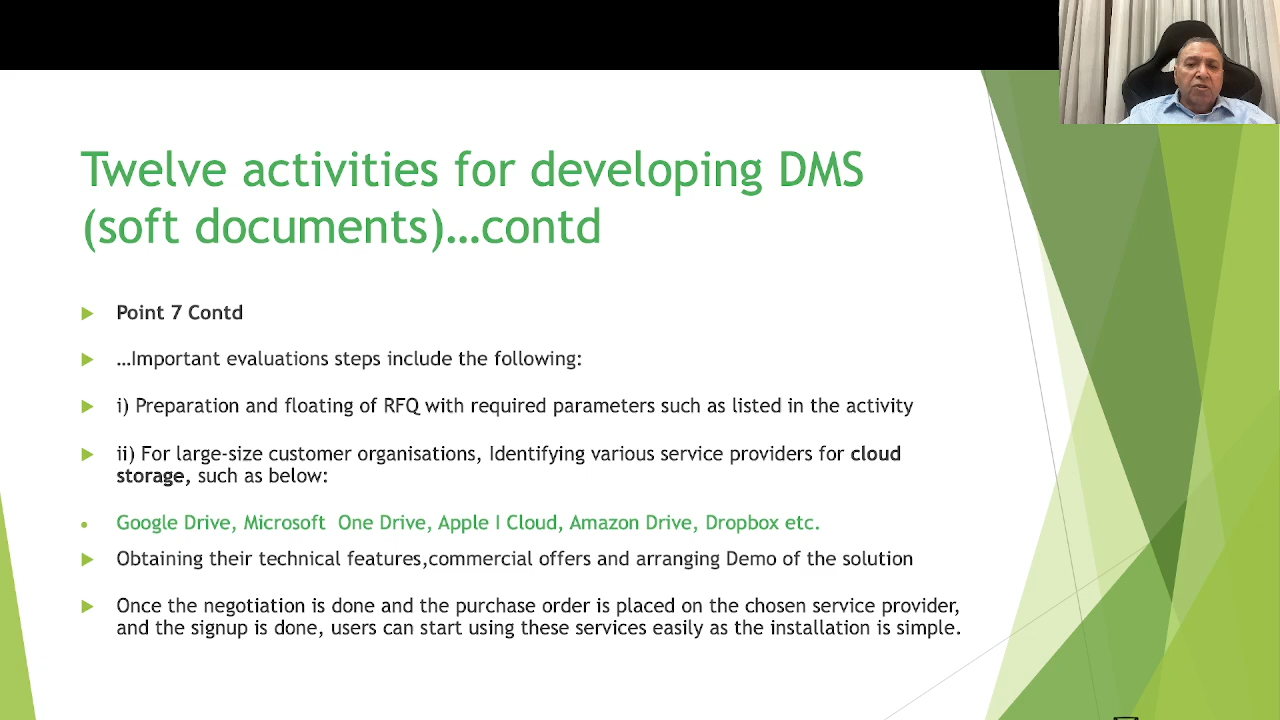 Twelve activities for developing DMS
(soft documents)…contd
Point 7 Contd
…Important evaluations steps include the following:
i) Preparation and floating of RFQ with required parameters such as listed in the activity
ii) For large-size customer organisations, Identifying various service providers for cloud
storage, such as below:
Google Drive, Microsoft  One Drive, Apple I Cloud, Amazon Drive, Dropbox etc.
Obtaining their technical features,commercial offers and arranging Demo of the solution
Once the negotiation is done and the purchase order is placed on the chosen service provider,
and the signup is done, users can start using these services easily as the installation is simple.